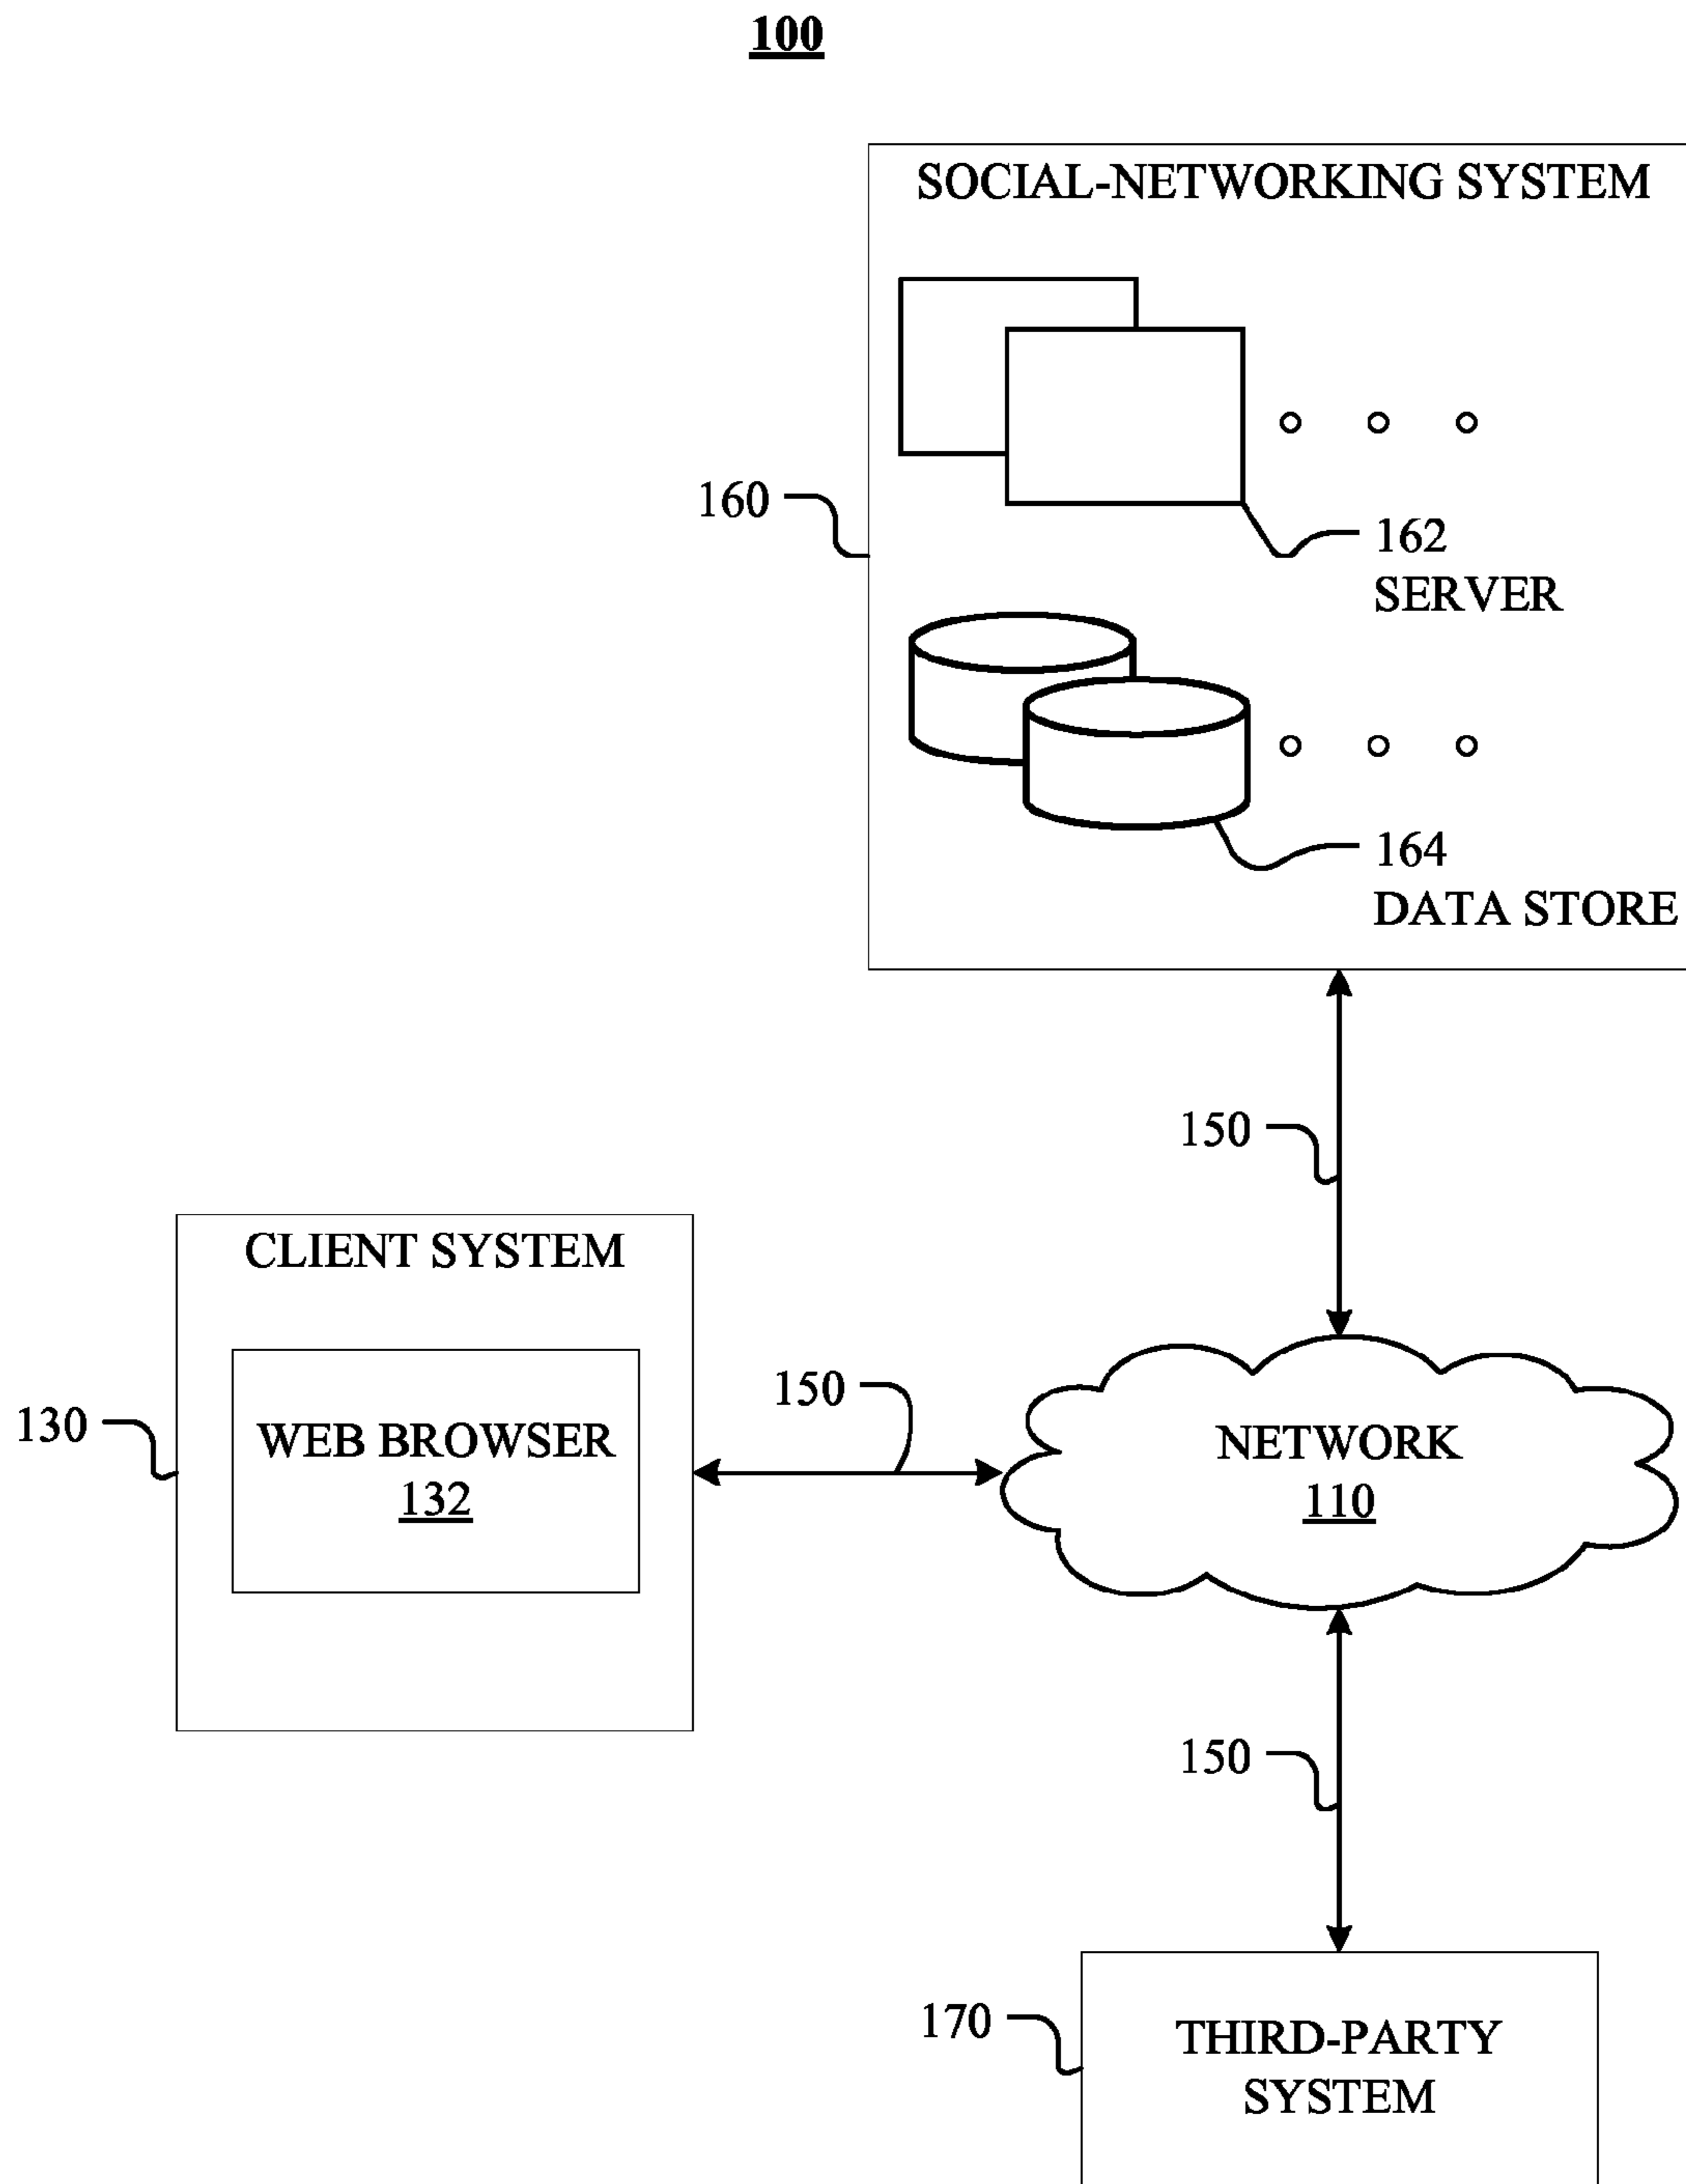 100
SOCIAL-NETWORKING SYSTEM
160
162
SERVER
164
DATA STORE
150
CLIENT SYSTEM
130
WEB BROWSER
132
150
NETWORK
110
150
170
THIRD-PARTY
SYSTEM